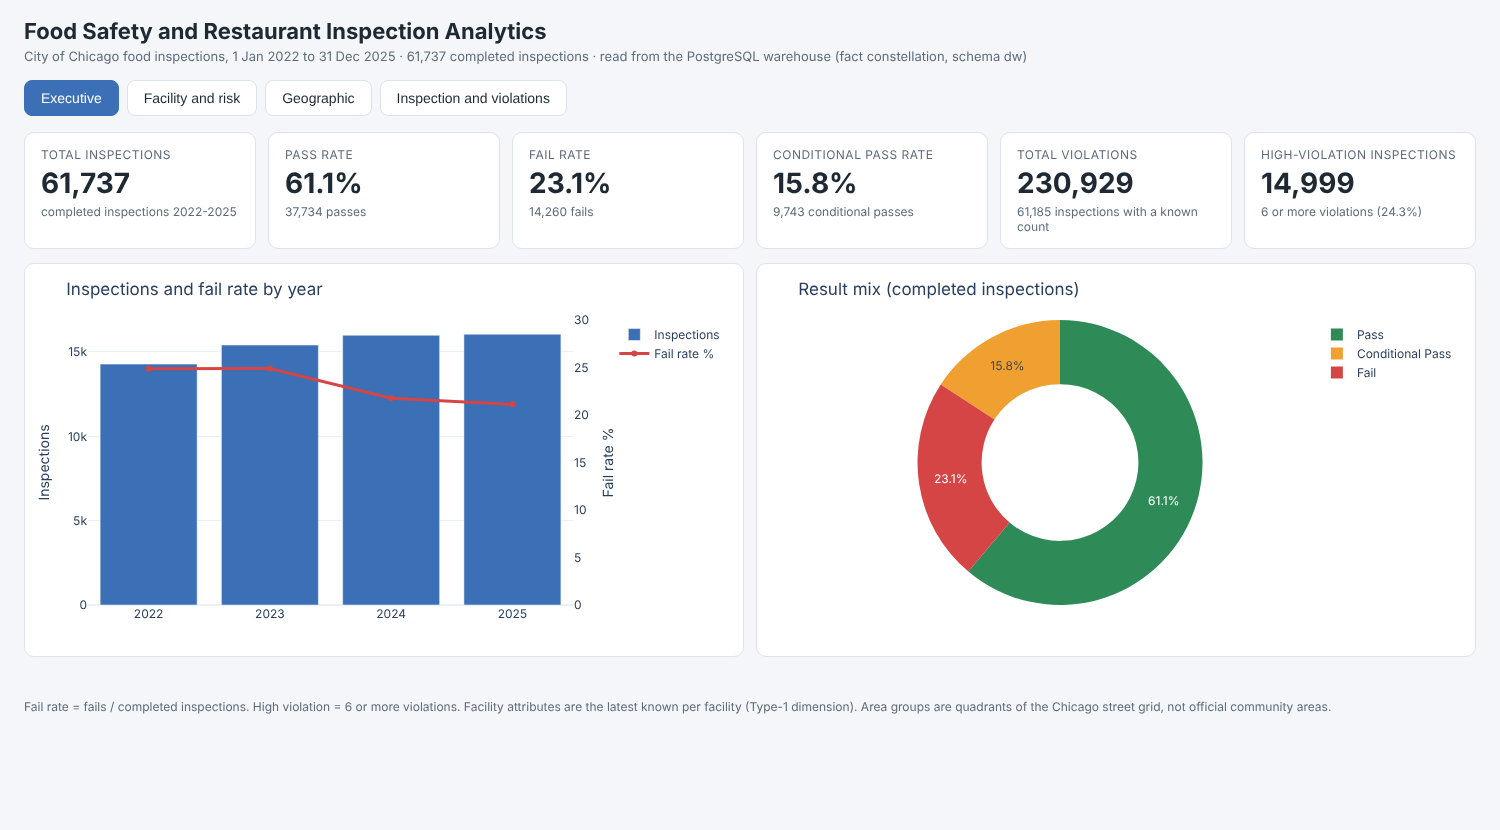 Food Safety and Restaurant Inspection Analytics
City of Chicago food inspections, 1 Jan 2022 to 31 Dec 2025 · 61,737 completed inspections · read from the PostgreSQL warehouse (fact constellation, schema dw)
Executive
Facility and risk
Geographic
Inspection and violations
TOTAL INSPECTIONS
61,737
completed inspections 2022-2025
PASS RATE
61.1%
37,734 passes
FAIL RATE
23.1%
14,260 fails
CONDITIONAL PASS RATE
15.8%
9,743 conditional passes
TOTAL VIOLATIONS
230,929
61,185 inspections with a known
count
HIGH-VIOLATION INSPECTIONS
14,999
6 or more violations (24.3%)
Inspections and fail rate by year
Inspections
15k
10k
5k
0
2022
2023
2024
2025
30
25
20
15
10
5
0
Fail rate %
Inspections
Fail rate %
Result mix (completed inspections)
15.8%
23.1%
61.1%
Pass
Conditional Pass
Fail
Fail rate = fails / completed inspections. High violation = 6 or more violations. Facility attributes are the latest known per facility (Type-1 dimension). Area groups are quadrants of the Chicago street grid, not official community areas.